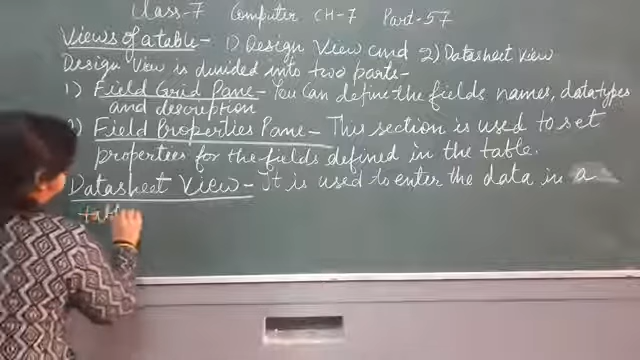 Class-7 Computer CH-7 Part-57
Views of a table- 1) Design View and 2) Datasheet View
Design View is divided into two parts-
1) Field Grid Pane- You can define the fields names, datatypes
and description
2) Field Properties Pane- This section is used to set
properties for the fields defined in the table.
Datasheet View- It is used to enter the data in a
tabl